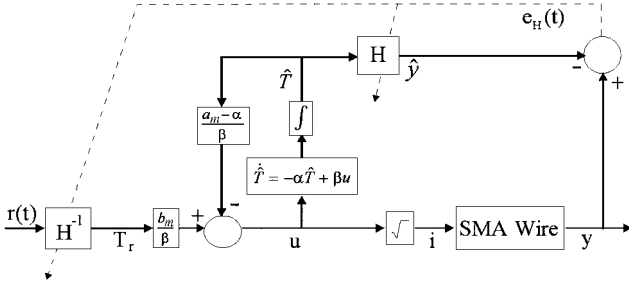 e_H(t)
H
ŷ
-
+
T̂
a_m − α
β
∫
T̂̇ = −αT̂ + βu
-
r(t)
H⁻¹
T_r
b_m
β
+
u
√
i
SMA Wire
y